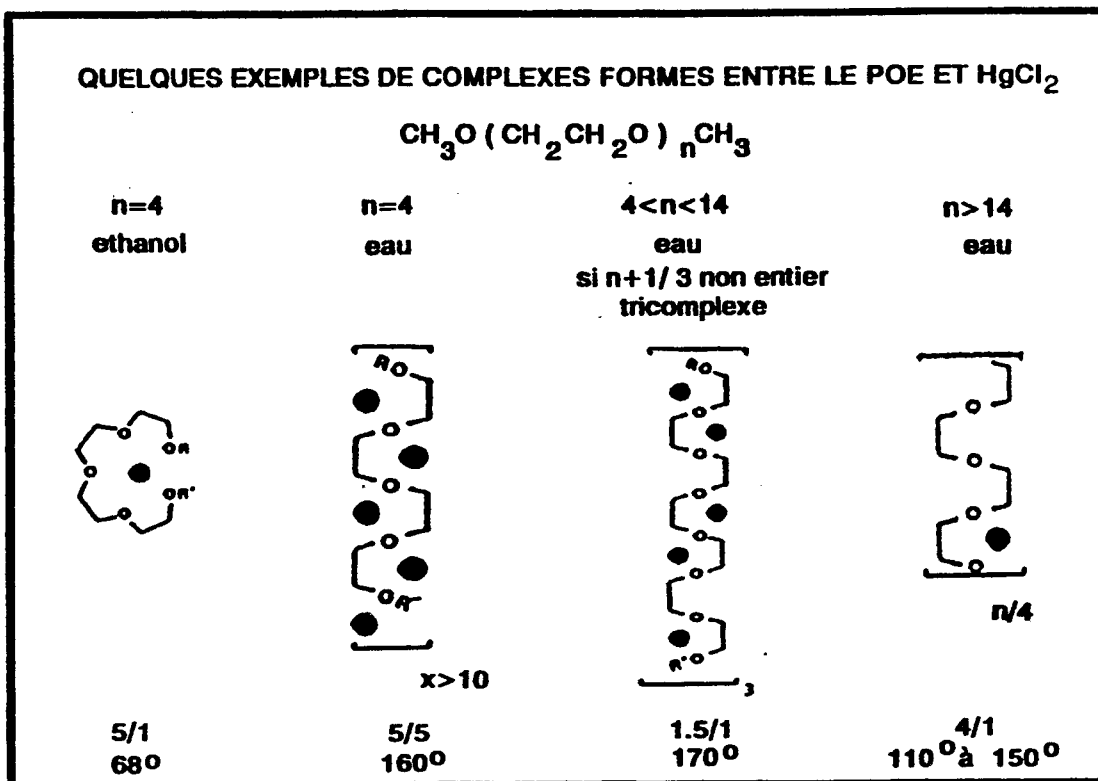 QUELQUES EXEMPLES DE COMPLEXES FORMES ENTRE LE POE ET HgCl2
CH3O ( CH2CH2O ) nCH3
n=4 n=4 4<n<14 n>14
ethanol eau eau eau
si n+1/ 3 non entier
tricomplexe
RO RO
O O O
O O OR O O
O O O
O OR' O O
O O O O
OR' O O
n/4
R'O
x>10 3
5/1 5/5 1.5/1 4/1
68º 160º 170º 110º à 150º